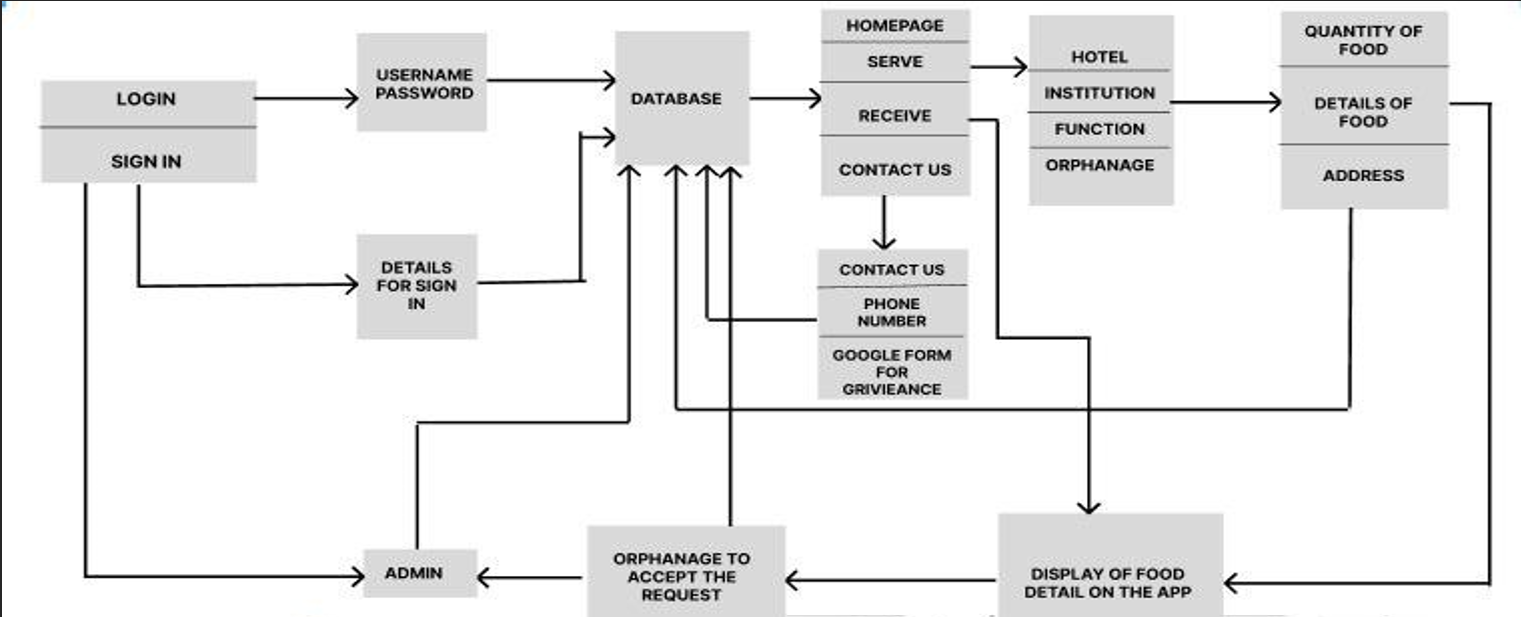 LOGIN
SIGN IN
USERNAME
PASSWORD
DETAILS
FOR SIGN
IN
DATABASE
HOMEPAGE
SERVE
RECEIVE
CONTACT US
CONTACT US
PHONE
NUMBER
GOOGLE FORM
FOR
GRIVIEANCE
HOTEL
INSTITUTION
FUNCTION
ORPHANAGE
QUANTITY OF
FOOD
DETAILS OF
FOOD
ADDRESS
ADMIN
ORPHANAGE TO
ACCEPT THE
REQUEST
DISPLAY OF FOOD
DETAIL ON THE APP